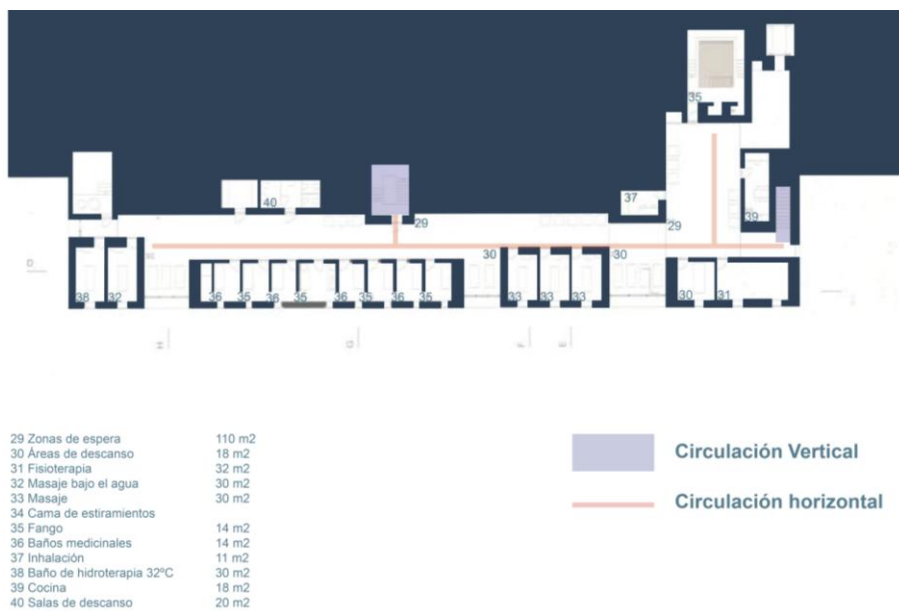 35
37
39
40
29
29
30
30
38
32
36
35
36
35
36
35
36
35
33
33
33
30
31
29 Zonas de espera 110 m2
30 Áreas de descanso 18 m2
31 Fisioterapia 32 m2
32 Masaje bajo el agua 30 m2
33 Masaje 30 m2
34 Cama de estiramientos
35 Fango 14 m2
36 Baños medicinales 14 m2
37 Inhalación 11 m2
38 Baño de hidroterapia 32ºC 30 m2
39 Cocina 18 m2
40 Salas de descanso 20 m2
Circulación Vertical
Circulación horizontal